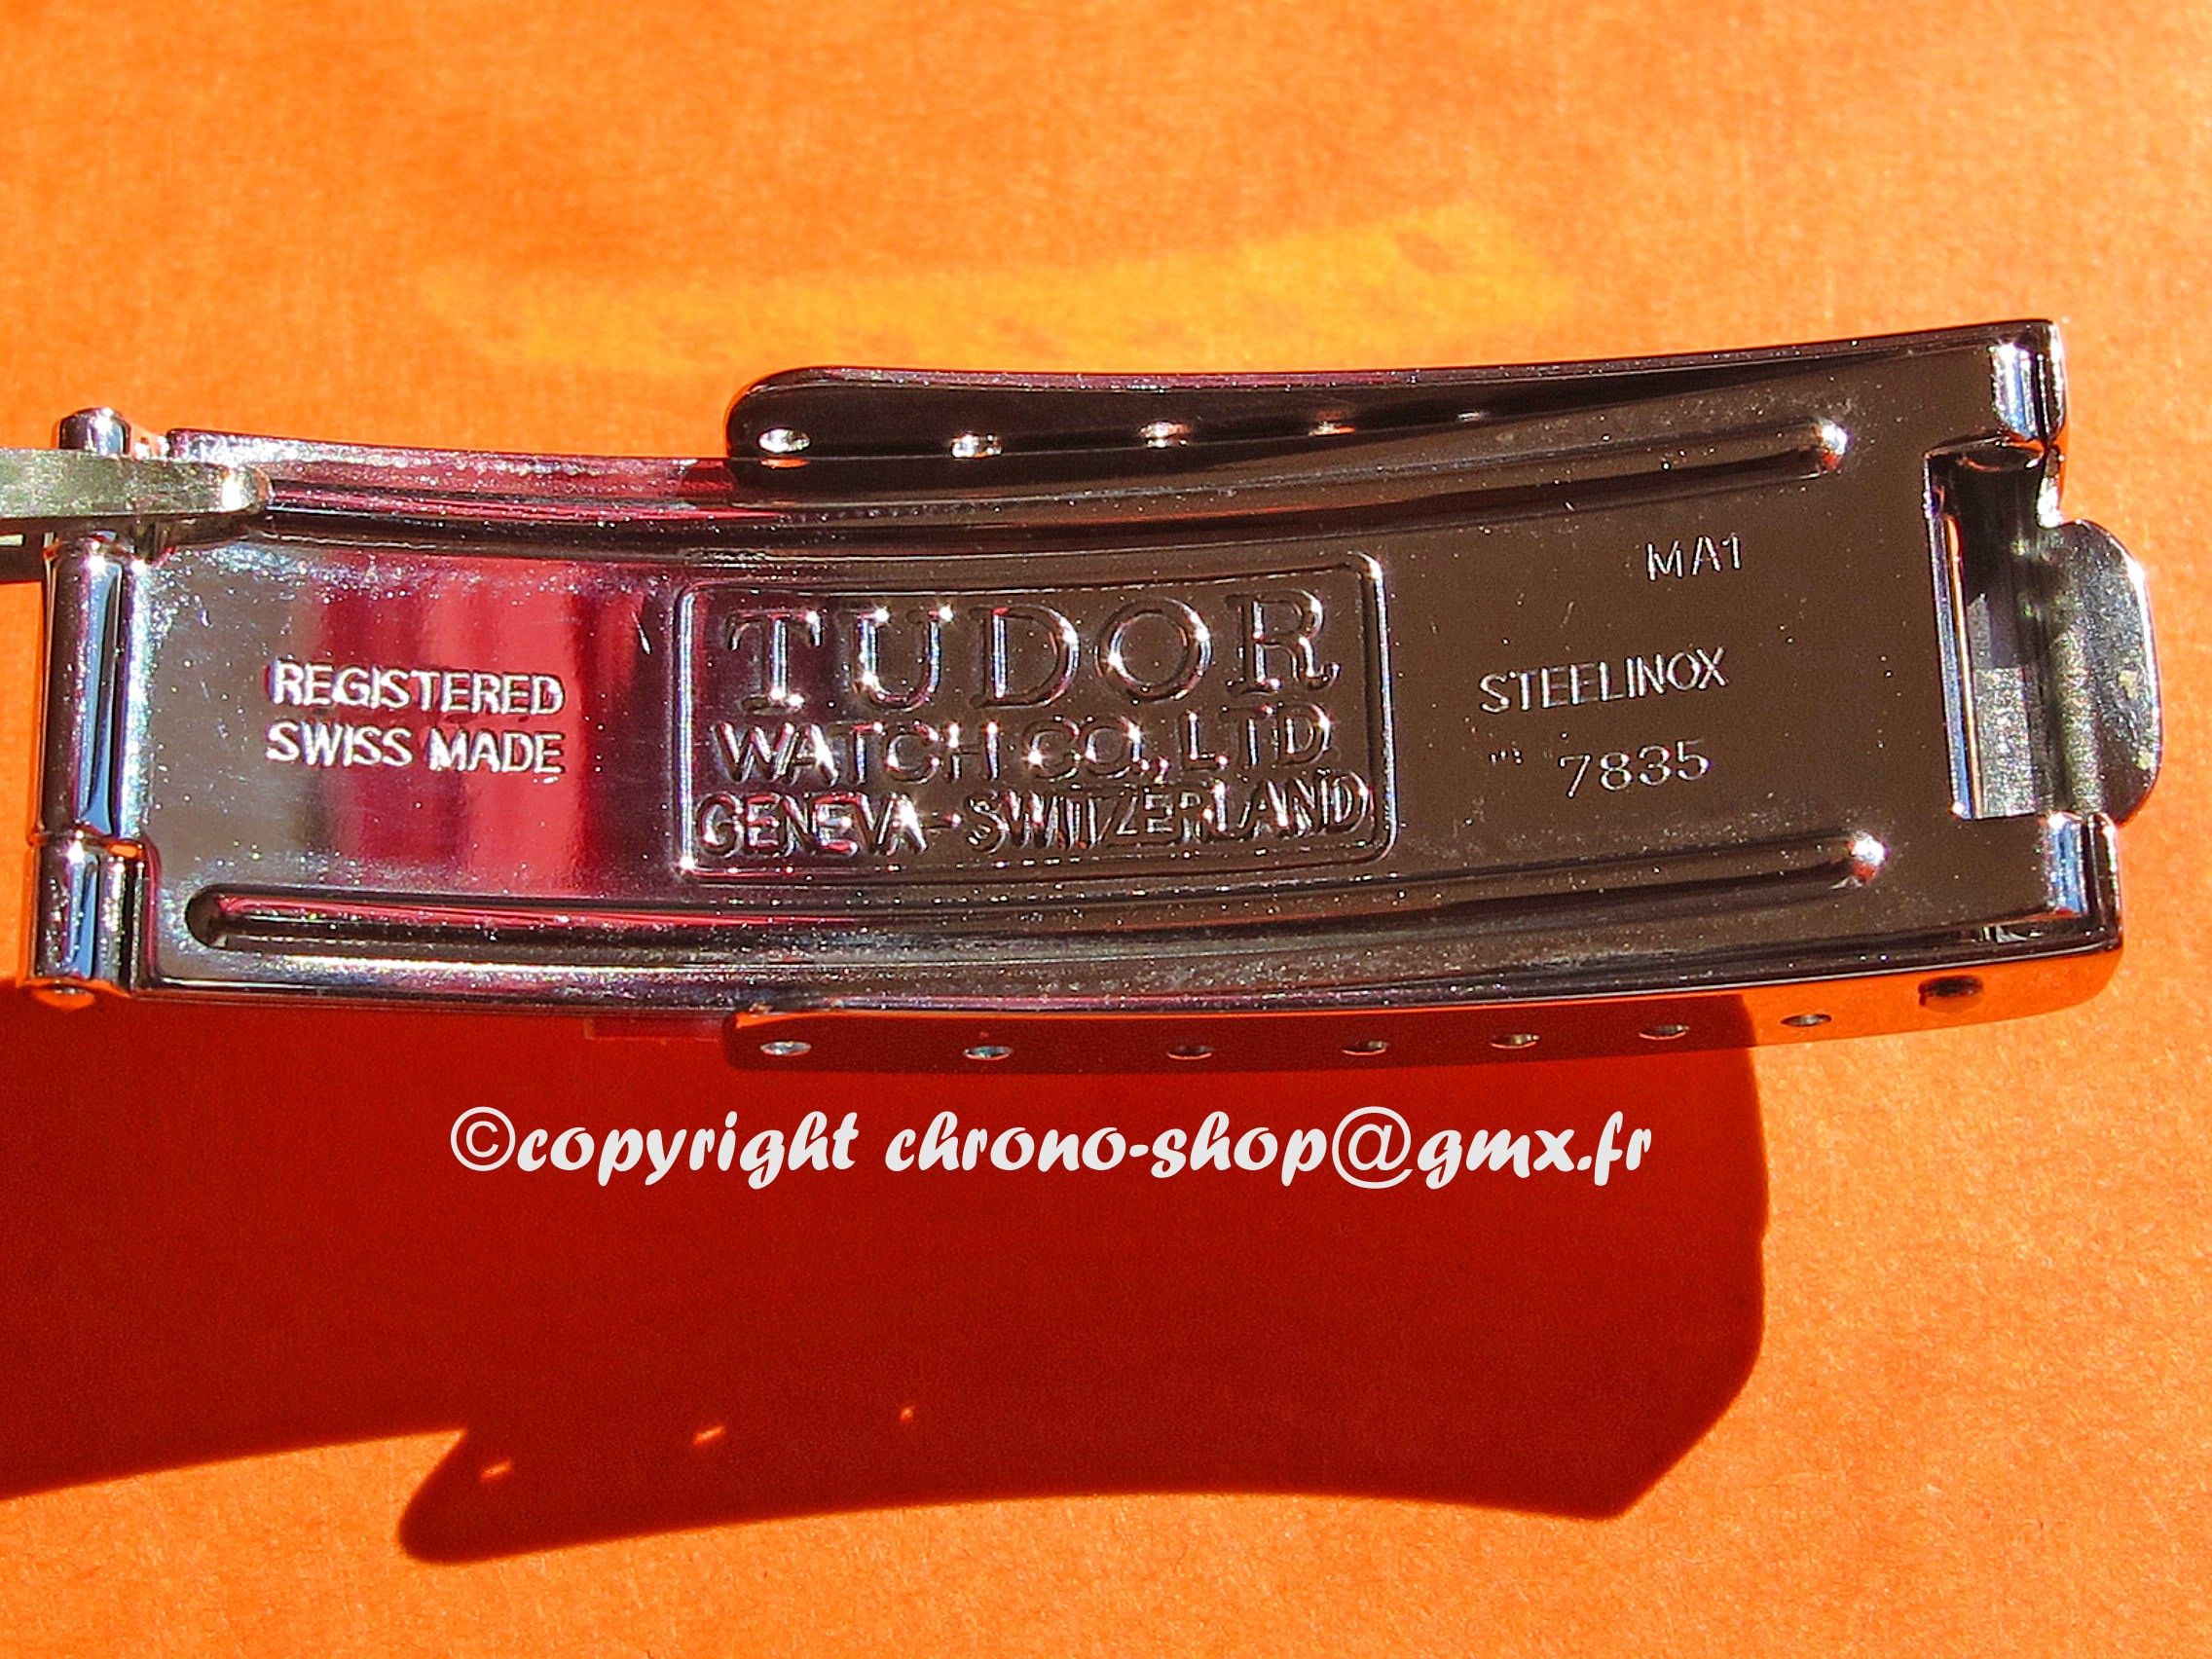 REGISTERED
SWISS MADE
TUDOR
WATCH CO., LTD
GENEVA-SWITZERLAND
MA1
STEELINOX
7835
©copyright chrono-shop@gmx.fr